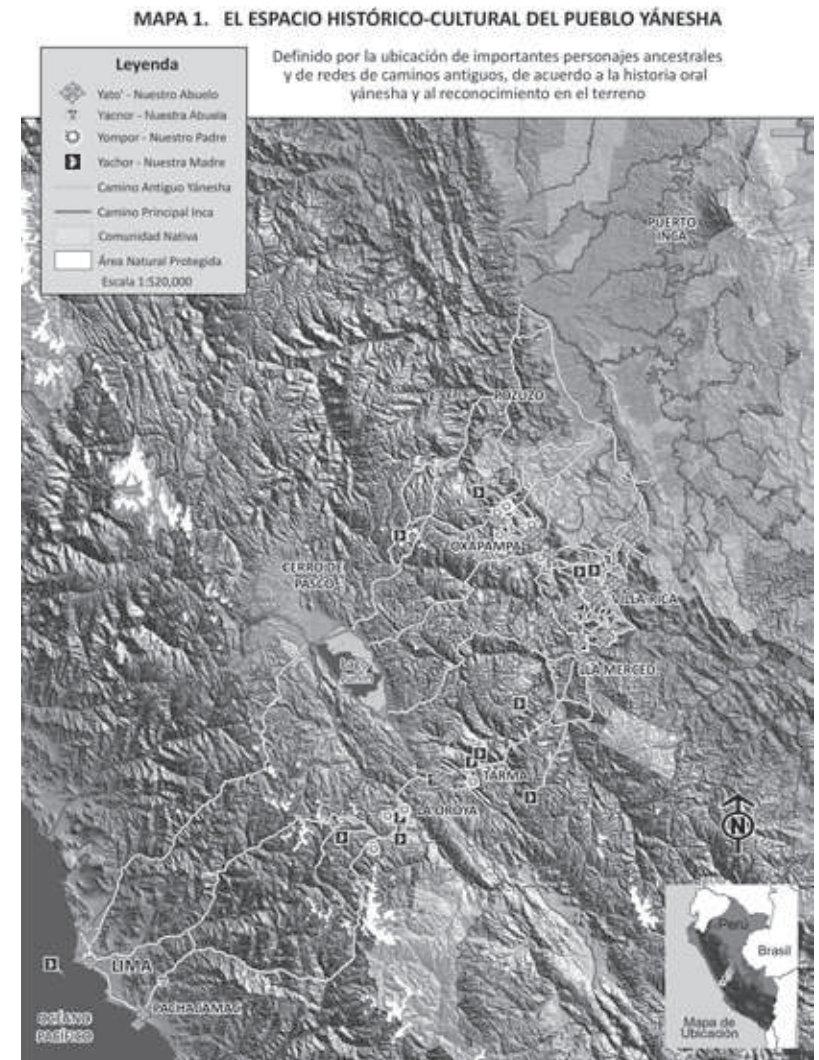 MAPA 1. EL ESPACIO HISTÓRICO-CULTURAL DEL PUEBLO YÁNESHA
Definido por la ubicación de importantes personajes ancestrales
y de redes de caminos antiguos, de acuerdo a la historia oral
yánesha y al reconocimiento en el terreno
Leyenda
Yato' - Nuestro Abuelo
Yacnor - Nuestra Abuela
Yompor - Nuestro Padre
Yachor - Nuestra Madre
Camino Antiguo Yánesha
Camino Principal Inca
Comunidad Nativa
Área Natural Protegida
Escala 1:520,000
PUERTO
INCA
POZUZO
OXAPAMPA
CERRO DE
PASCO
VILLA RICA
LA MERCED
TARMA
LA OROYA
N
LIMA
PACHACAMAC
OCÉANO
PACÍFICO
Perú
Brasil
Mapa de
Ubicación